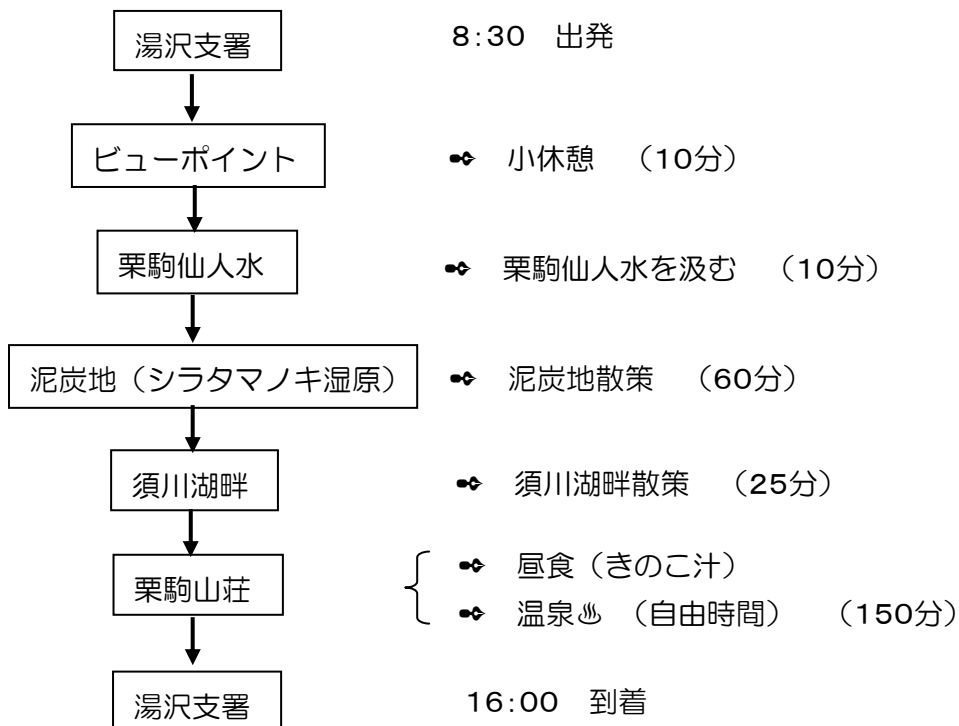 湯沢支署 8:30 出発
ビューポイント ➻ 小休憩 （10分）
栗駒仙人水 ➻ 栗駒仙人水を汲む （10分）
泥炭地（シラタマノキ湿原） ➻ 泥炭地散策 （60分）
須川湖畔 ➻ 須川湖畔散策 （25分）
栗駒山荘 ➻ 昼食（きのこ汁）
➻ 温泉♨ （自由時間） （150分）
湯沢支署 16:00 到着